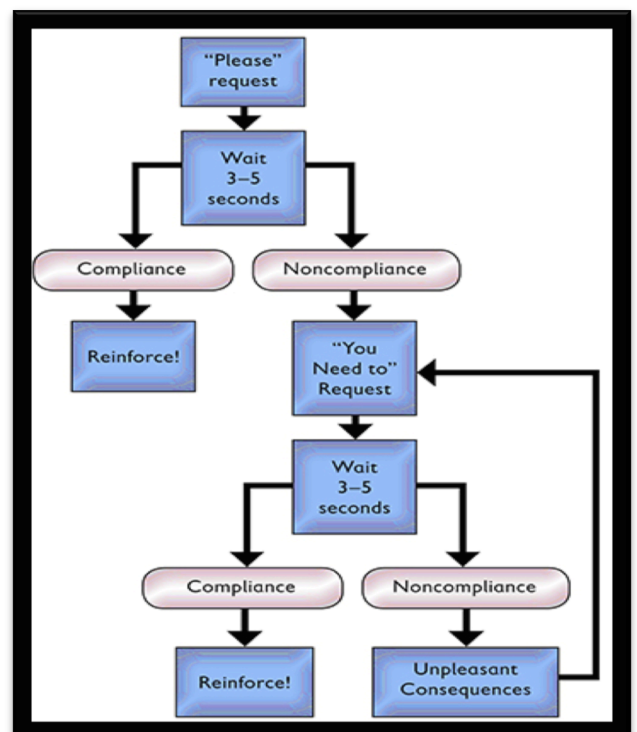 “Please”
request
Wait
3–5
seconds
Compliance
Noncompliance
Reinforce!
“You
Need to”
Request
Wait
3–5
seconds
Compliance
Noncompliance
Reinforce!
Unpleasant
Consequences